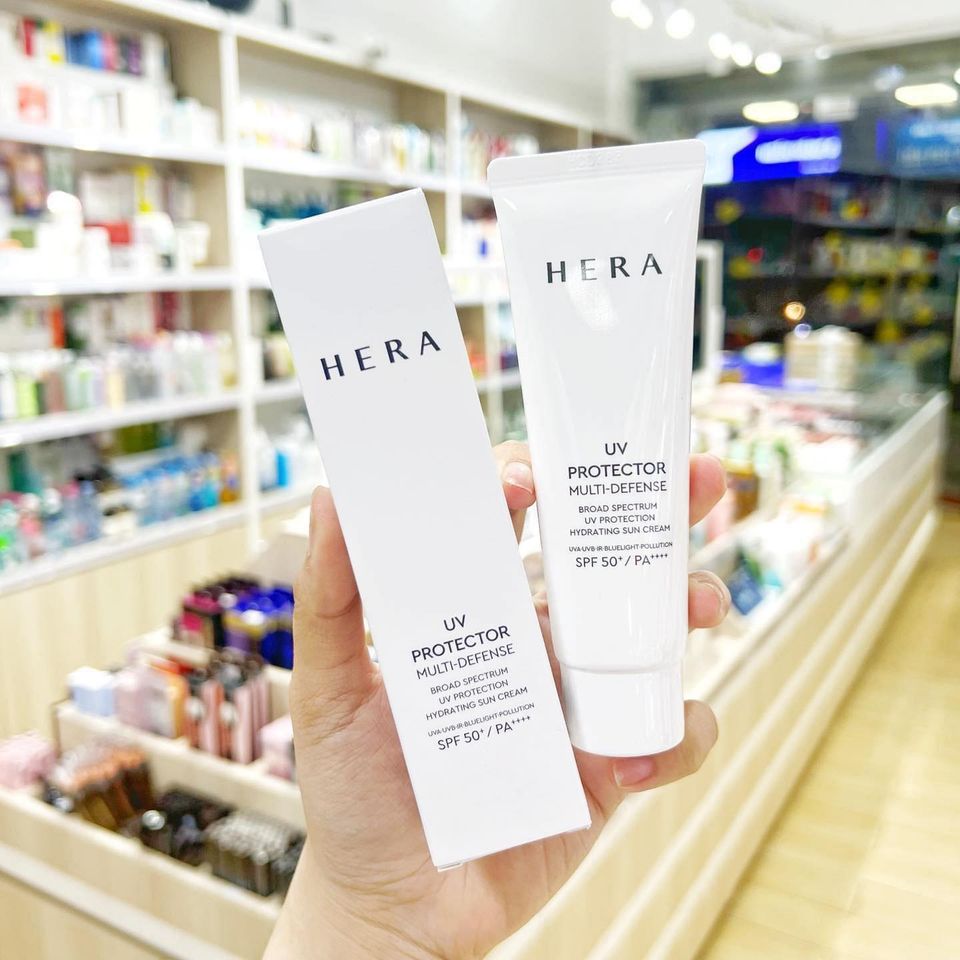 HERA
UV
PROTECTOR
MULTI-DEFENSE
BROAD SPECTRUM
UV PROTECTION
HYDRATING SUN CREAM
UVA·UVB·IR·BLUELIGHT·POLLUTION
SPF 50+ / PA++++
HERA
UV
PROTECTOR
MULTI-DEFENSE
BROAD SPECTRUM
UV PROTECTION
HYDRATING SUN CREAM
UVA·UVB·IR·BLUELIGHT·POLLUTION
SPF 50+ / PA++++